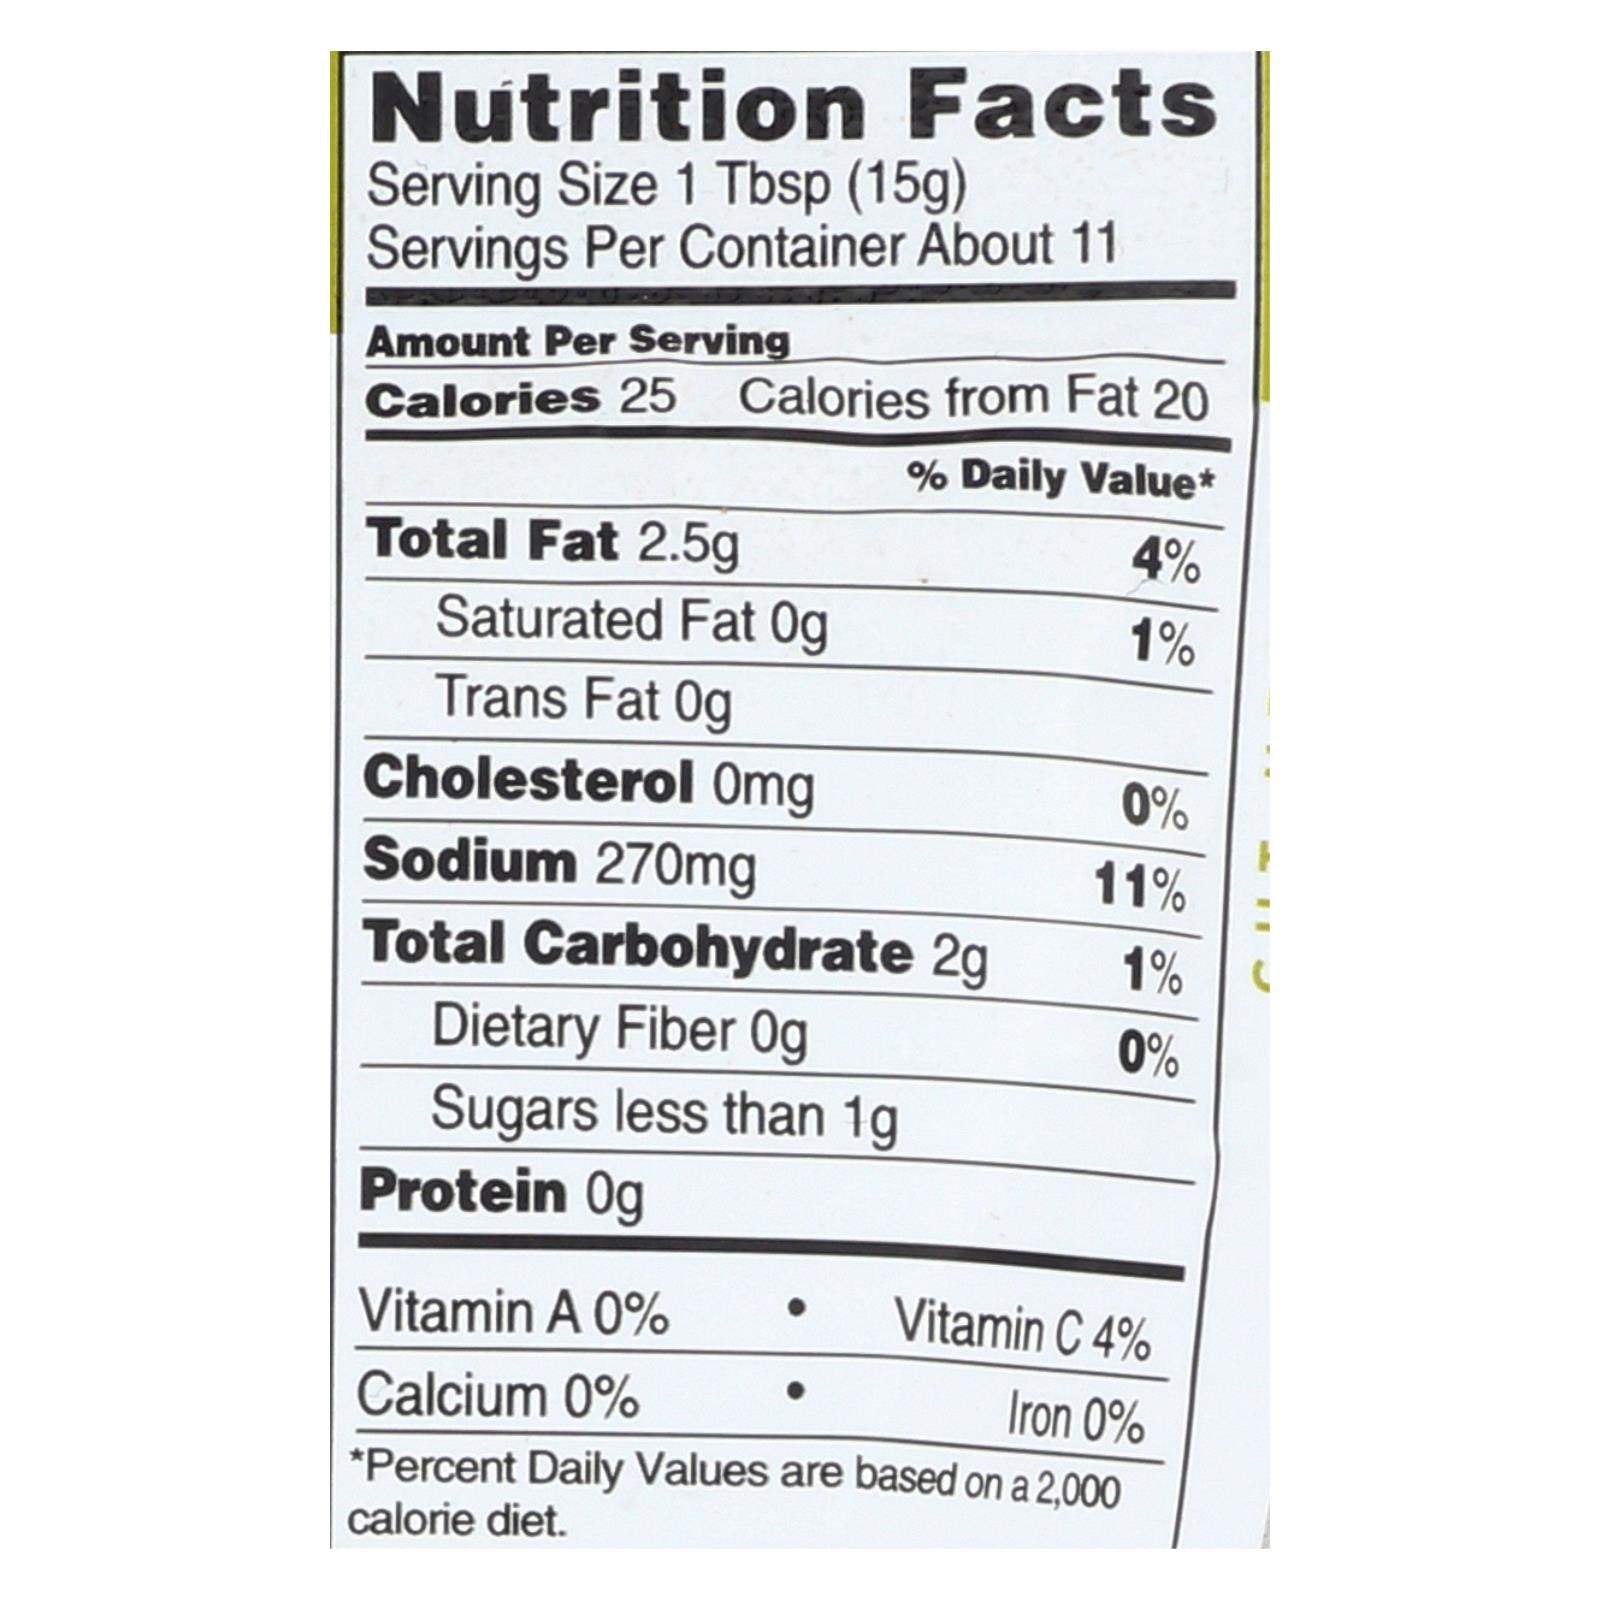 Nutrition Facts
Serving Size 1 Tbsp (15g)
Servings Per Container About 11
Amount Per Serving
Calories 25 Calories from Fat 20
% Daily Value*
Total Fat 2.5g 4%
Saturated Fat 0g 1%
Trans Fat 0g
Cholesterol 0mg 0%
Sodium 270mg 11%
Total Carbohydrate 2g 1%
Dietary Fiber 0g 0%
Sugars less than 1g
Protein 0g
Vitamin A 0% • Vitamin C 4%
Calcium 0% • Iron 0%
*Percent Daily Values are based on a 2,000
calorie diet.